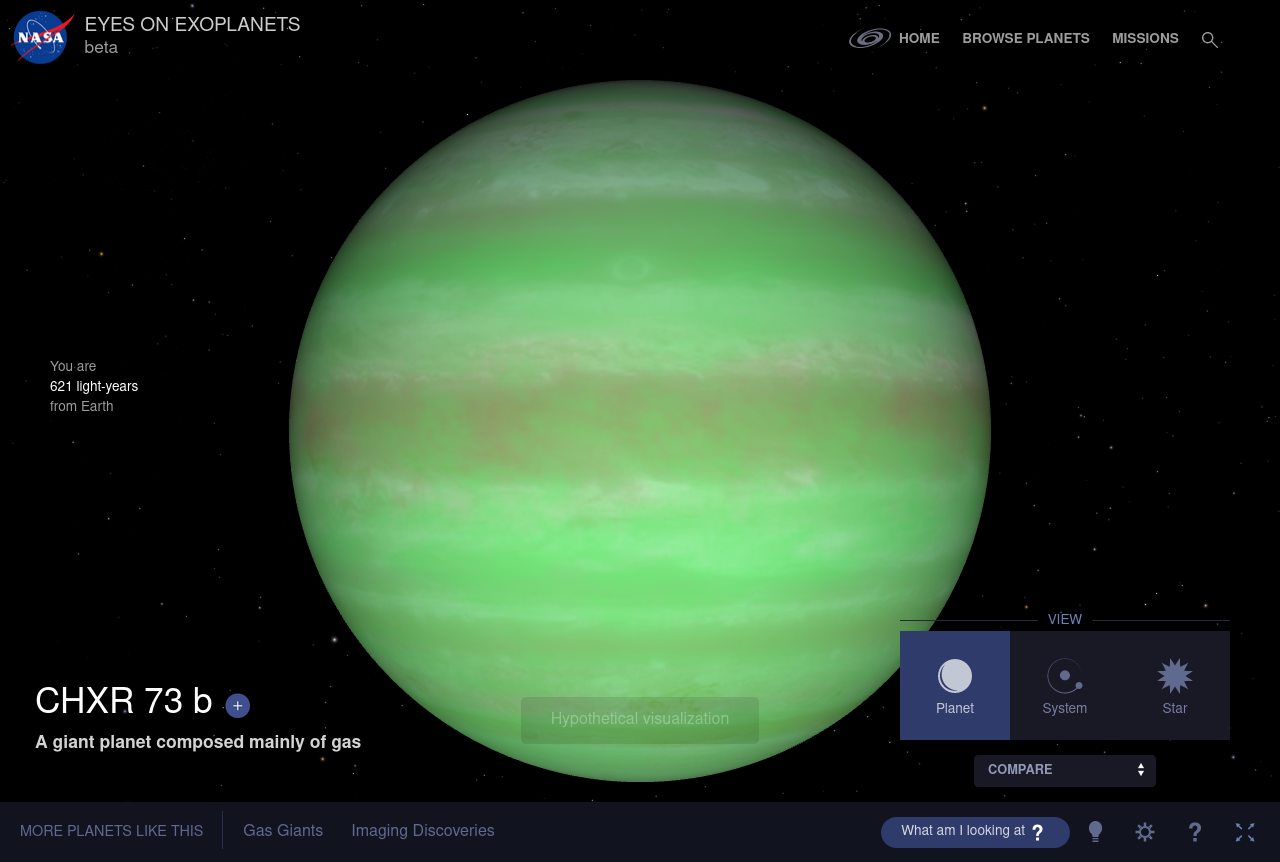 NASA
EYES ON EXOPLANETS
beta
HOME BROWSE PLANETS MISSIONS
You are
621 light-years
from Earth
VIEW
CHXR 73 b +
Planet System Star
Hypothetical visualization
A giant planet composed mainly of gas
COMPARE
MORE PLANETS LIKE THIS Gas Giants Imaging Discoveries What am I looking at ? ?